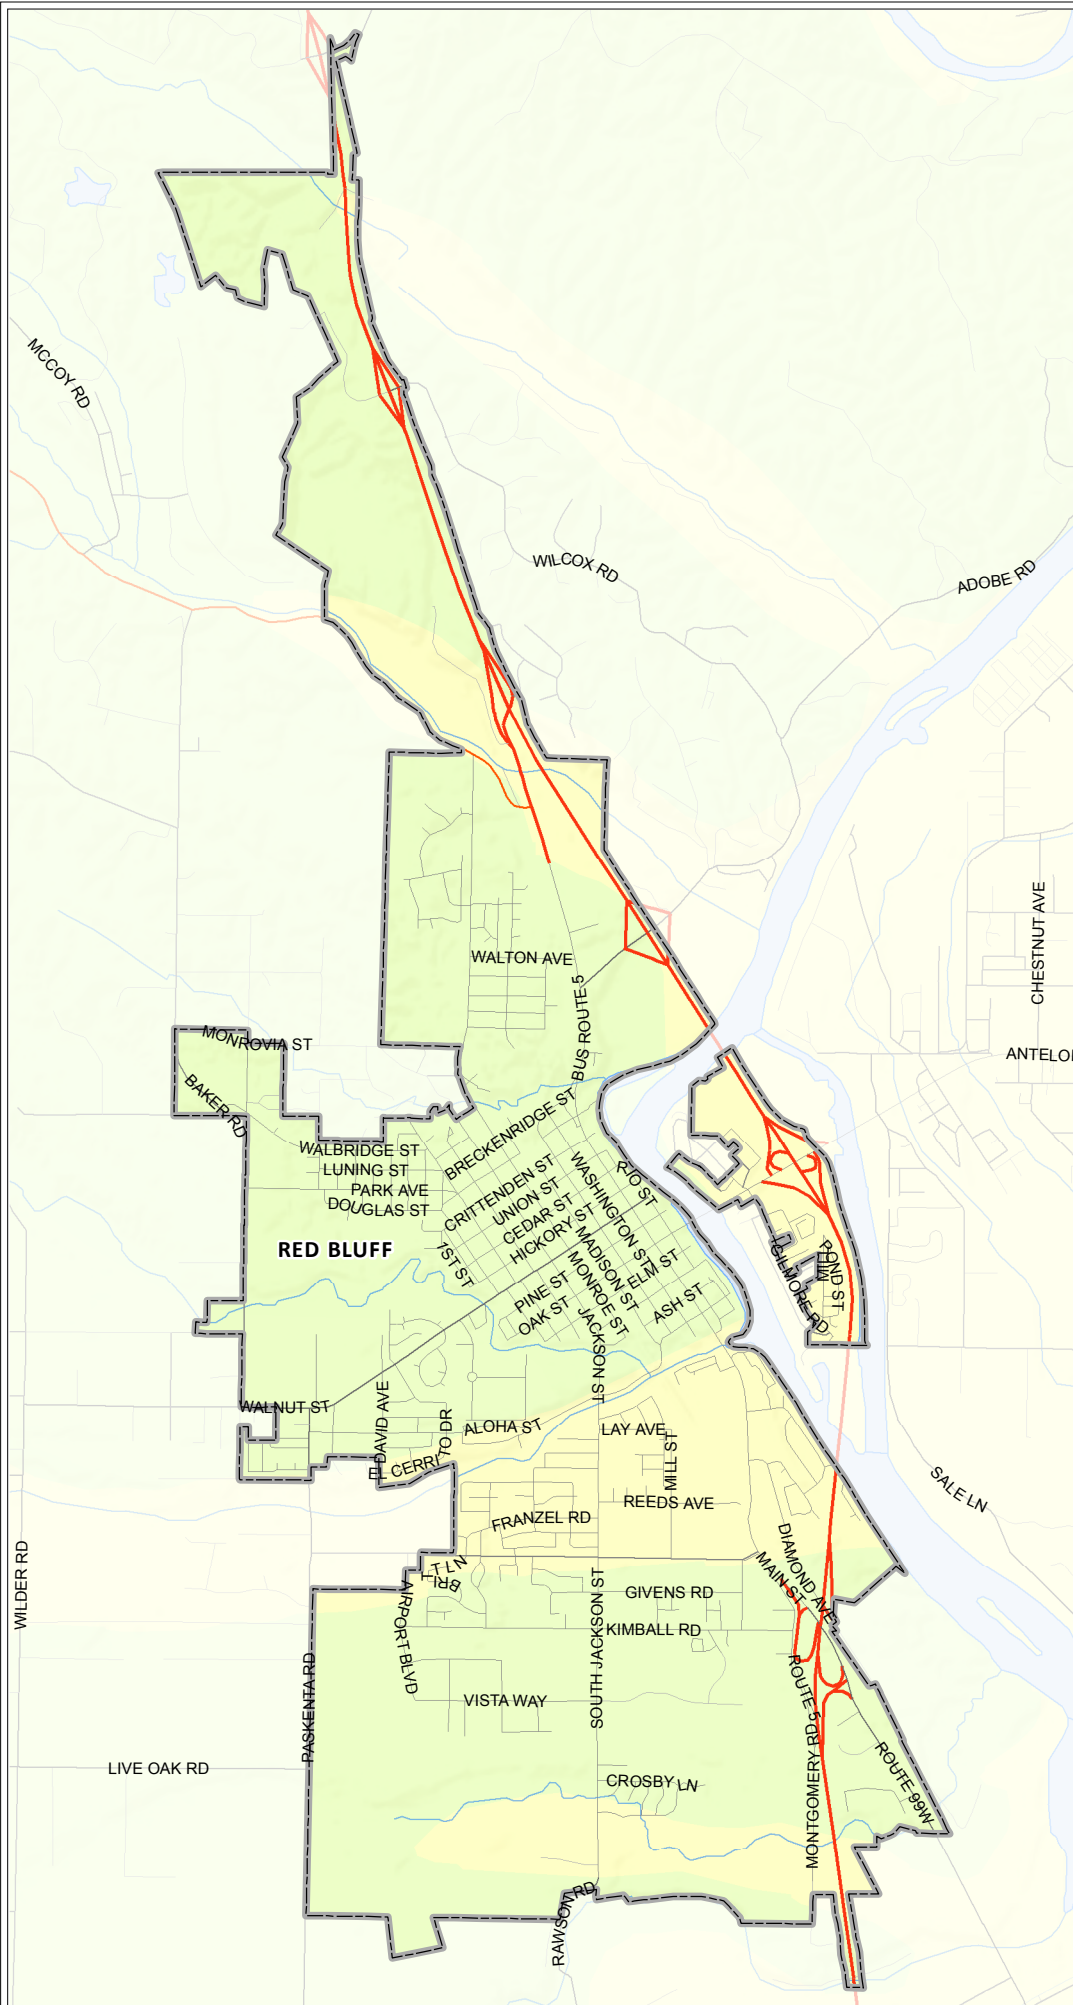 MCCOY RD
WILCOX RD
ADOBE RD
CHESTNUT AVE
WALTON AVE
BUS ROUTE 5
MONROVIA ST
ANTELO
BAKER RD
BRECKENRIDGE ST
WALBRIDGE ST
LUNING ST
PARK AVE
DOUGLAS ST
CRITTENDEN ST
UNION ST
CEDAR ST
HICKORY ST
WASHINGTON ST
RIO ST
RED BLUFF
1ST ST
MADISON ST
MONROE ST
ELM ST
ASH ST
PINE ST
OAK ST
JACKSON ST
GILMORE RD
MILL
POND ST
WALNUT ST
DAVID AVE
EL CERRITO DR
ALOHA ST
LAY AVE
MILL ST
REEDS AVE
FRANZEL RD
SALE LN
WILDER RD
BRITT LN
AIRPORT BLVD
DIAMOND AVE
MAIN ST
GIVENS RD
KIMBALL RD
SOUTH JACKSON ST
PASKENTA RD
VISTA WAY
ROUTE 5
MONTGOMERY RD
ROUTE 99W
LIVE OAK RD
CROSBY LN
RAWSON RD